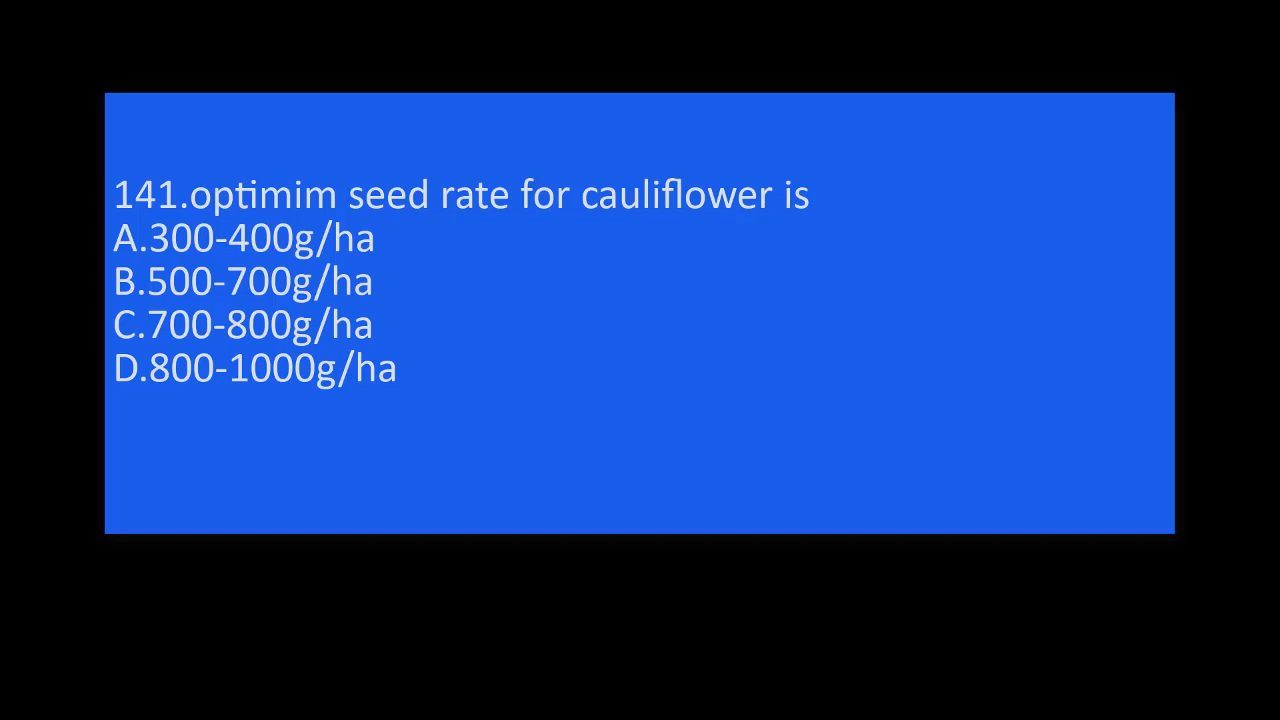 141.optimim seed rate for cauliflower is
A.300-400g/ha
B.500-700g/ha
C.700-800g/ha
D.800-1000g/ha